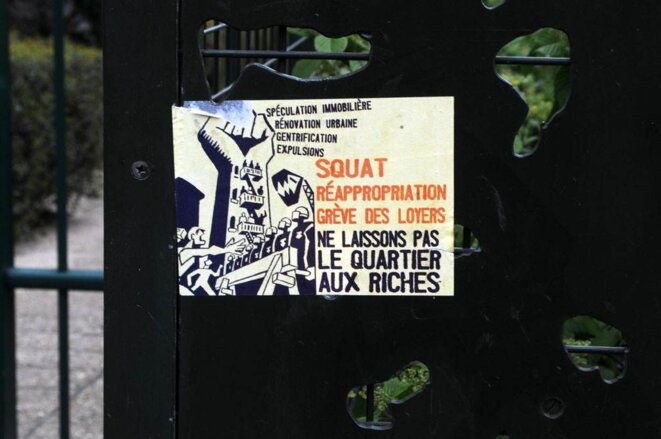 SPÉCULATION IMMOBILIÈRE
RÉNOVATION URBAINE
GENTRIFICATION
EXPULSIONS
SQUAT
RÉAPPROPRIATION
GRÈVE DES LOYERS
NE LAISSONS PAS
LE QUARTIER
AUX RICHES